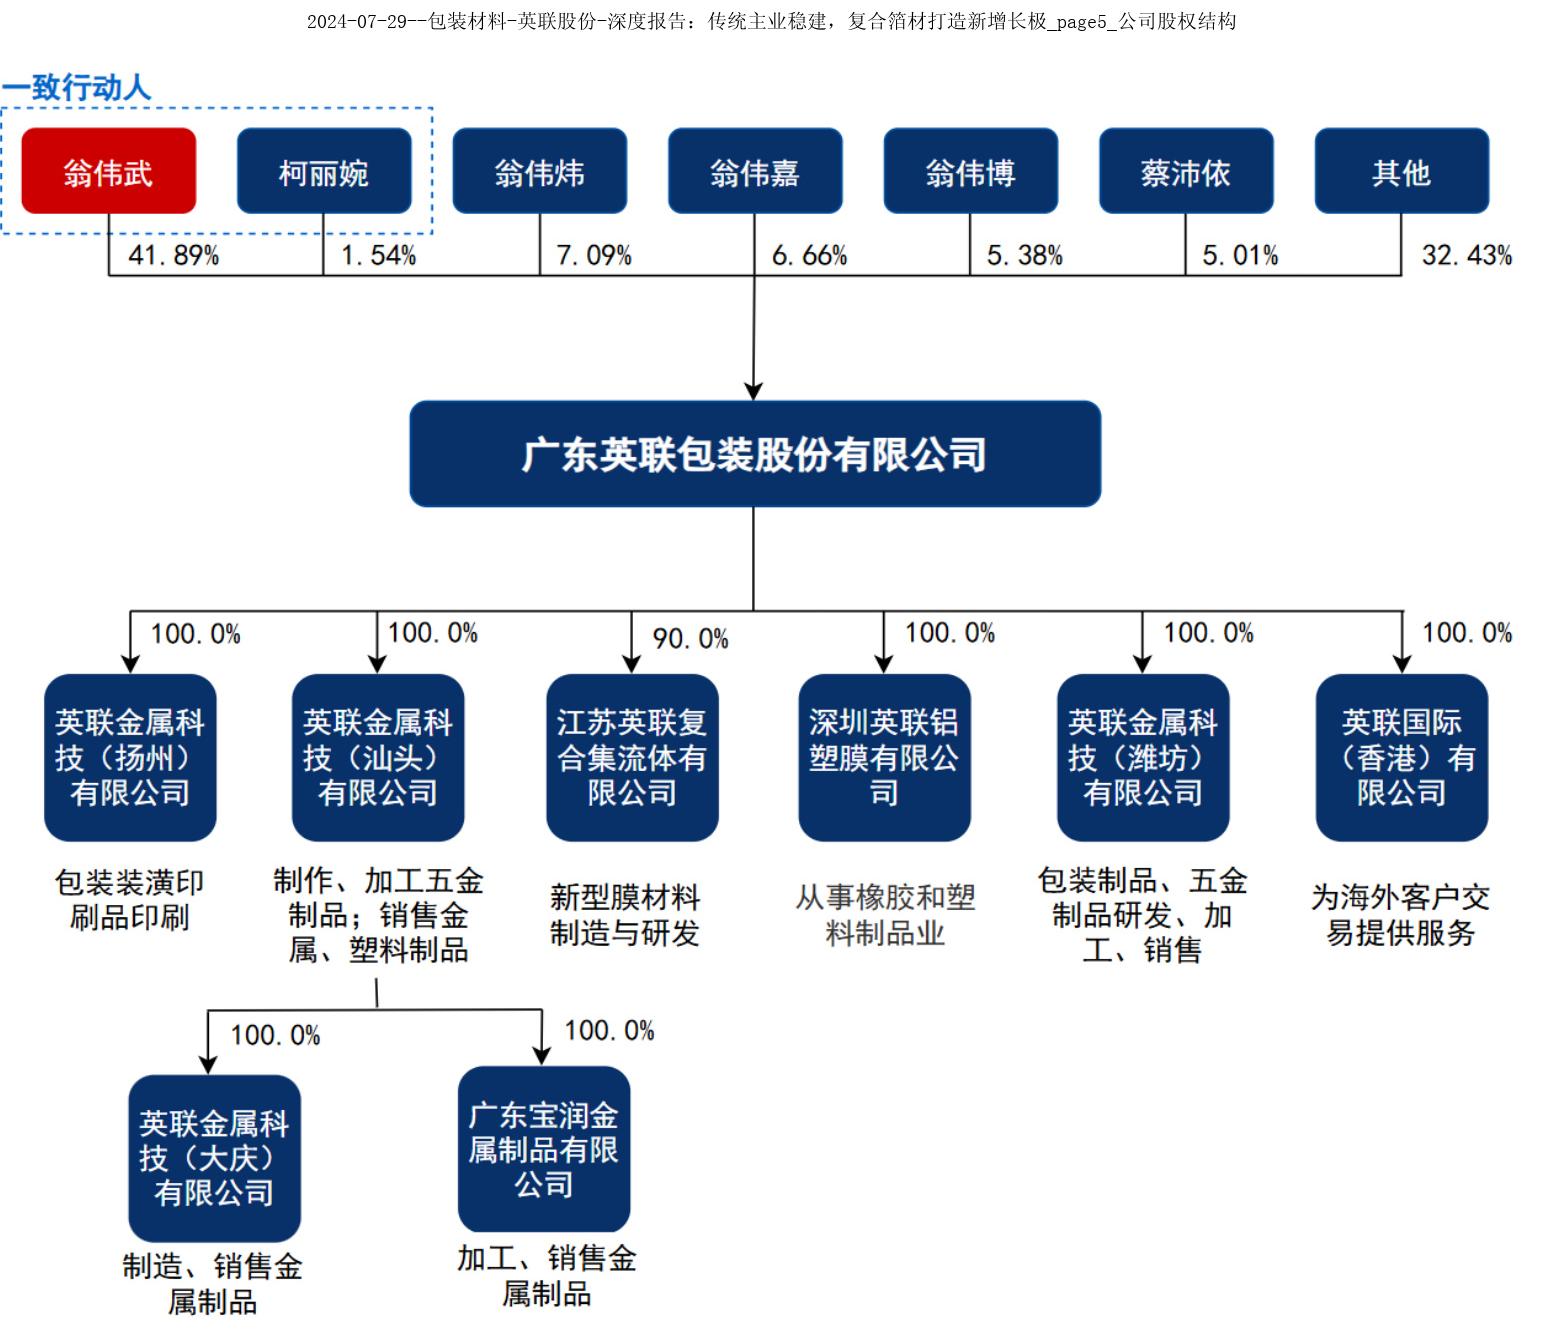 2024-07-29--包装材料-英联股份-深度报告：传统主业稳建，复合箔材打造新增长极_page5_公司股权结构
一致行动人
翁伟武
柯丽婉
翁伟炜
翁伟嘉
翁伟博
蔡沛依
其他
41.89%
1.54%
7.09%
6.66%
5.38%
5.01%
32.43%
广东英联包装股份有限公司
100.0%
100.0%
90.0%
100.0%
100.0%
100.0%
英联金属科
技（扬州）
有限公司
英联金属科
技（汕头）
有限公司
江苏英联复
合集流体有
限公司
深圳英联铝
塑膜有限公
司
英联金属科
技（潍坊）
有限公司
英联国际
（香港）有
限公司
包装装潢印
刷品印刷
制作、加工五金
制品；销售金
属、塑料制品
新型膜材料
制造与研发
从事橡胶和塑
料制品业
包装制品、五金
制品研发、加
工、销售
为海外客户交
易提供服务
100.0%
100.0%
英联金属科
技（大庆）
有限公司
广东宝润金
属制品有限
公司
制造、销售金
属制品
加工、销售金
属制品